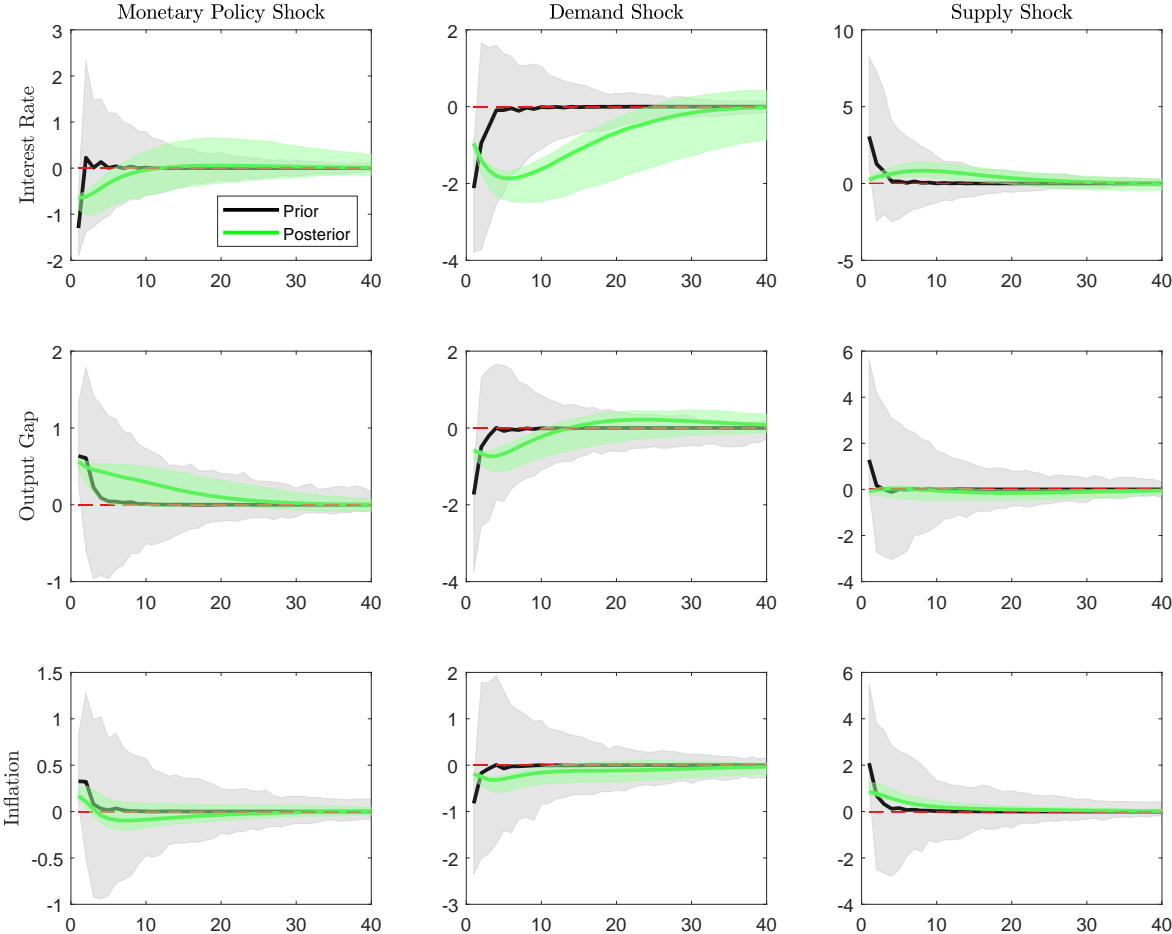 Monetary Policy Shock Demand Shock Supply Shock
3 2 10
2
1 0 5
Interest Rate
0
-2 0
-1
Prior
Posterior
-2 -4 -5
0 10 20 30 40 0 10 20 30 40 0 10 20 30 40
2 2 6
4
1 0 2
Output Gap
0
0 -2
-2
-1 -4 -4
0 10 20 30 40 0 10 20 30 40 0 10 20 30 40
1.5 2 6
1 1 4
0.5 0 2
Inflation
0 -1 0
-0.5 -2 -2
-1 -3 -4
0 10 20 30 40 0 10 20 30 40 0 10 20 30 40